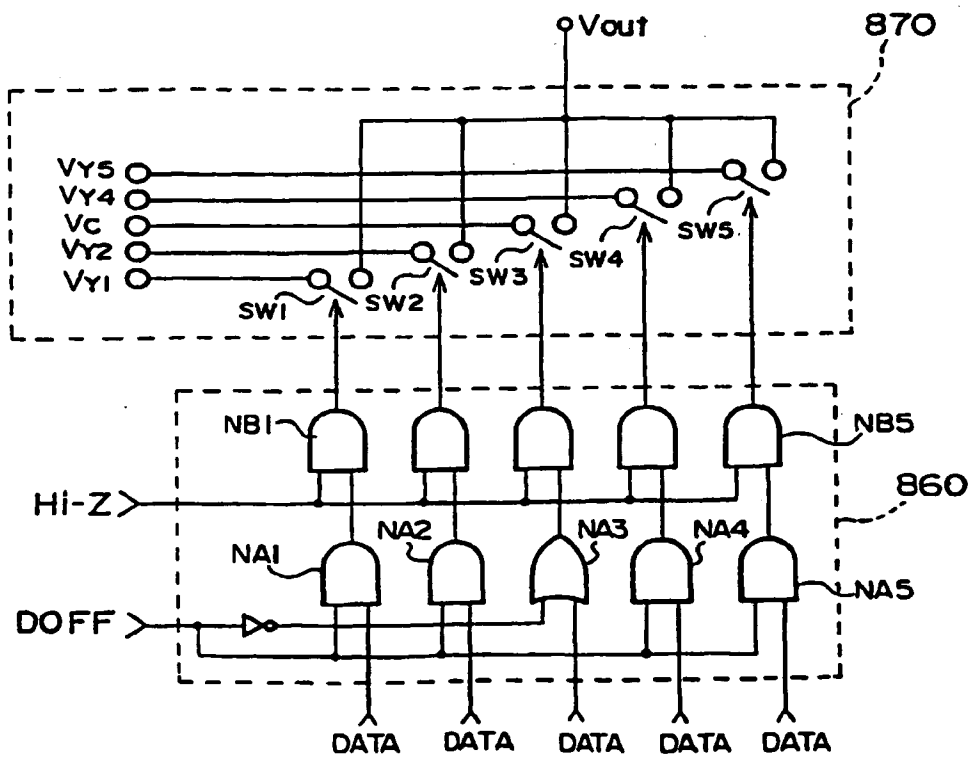 870
Vout
VY5
VY4
VC
VY2
VY1
SW1
SW2
SW3
SW4
SW5
NB1
NB5
Hi-Z
860
NA1
NA2
NA3
NA4
NA5
DOFF
DATA
DATA
DATA
DATA
DATA